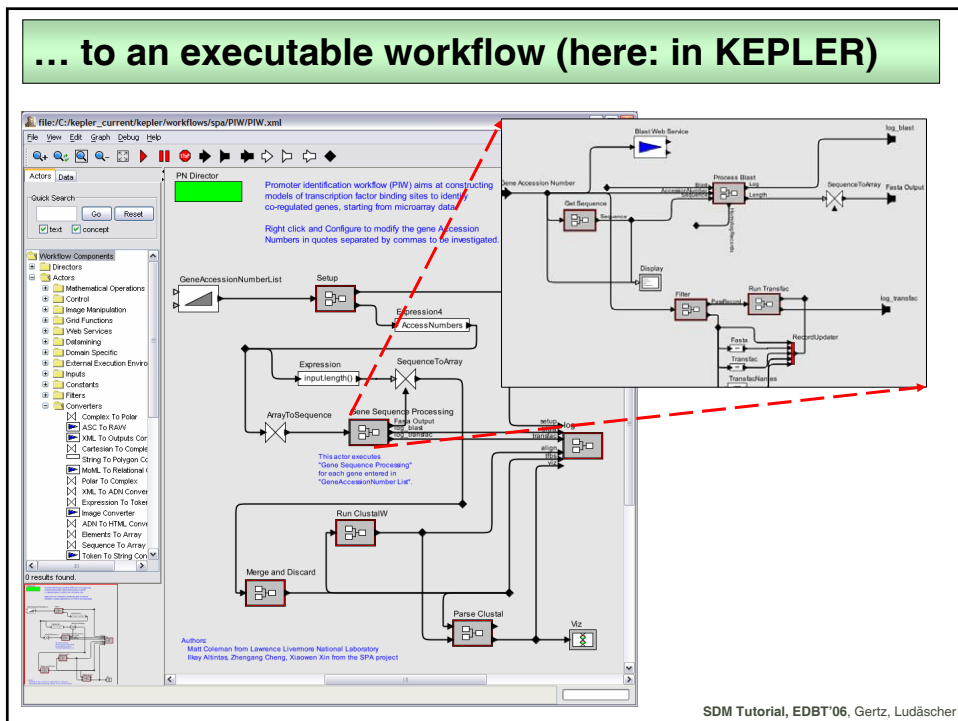 ... to an executable workflow (here: in KEPLER)
file:/C:/kepler_current/kepler/workflows/spa/PIW/PIW.xml
File View Edit Graph Debug Help
STOP
Actors Data
Quick Search
Go Reset
text concept
Workflow Components
Directors
Actors
Mathematical Operations
Control
Image Manipulation
Grid Functions
Web Services
Datamining
Domain Specific
External Execution Enviro
Inputs
Constants
Filters
Converters
Complex To Polar
ASC To RAW
XML To Outputs Con
Cartesian To Comple
String To Polygon Co
MoML To Relational
Polar To Complex
XML To ADN Conver
Expression To Token
Image Converter
ADN To HTML Conve
Elements To Array
Sequence To Array
Token To String Con
0 results found.
PN Director
Promoter identification workflow (PIW) aims at constructing
models of transcription factor binding sites to identify
co-regulated genes, starting from microarray data.
Right click and Configure to modify the gene Accession
Numbers in quotes separated by commas to be investigated.
GeneAccessionNumberList
Setup
Expression4
AccessNumbers
Expression
input.length()
SequenceToArray
ArrayToSequence
Gene Sequence Processing
Fasta Output
log_blast
log_transfac
This actor executes
"Gene Sequence Processing"
for each gene entered in
"GeneAccessionNumber List".
setup
log
transfac
align
tfbs
viz
Run ClustalW
Merge and Discard
Parse Clustal
Viz
Authors:
Matt Coleman from Lawrence Livermore National Laboratory
Ilkay Altintas, Zhengang Cheng, Xiaowen Xin from the SPA project
Blast Web Service
log_blast
Gene Accession Number
Process Blast
AccessionNumber
Sequence
Log
Length
SequenceToArray
Fasta Output
Get Sequence
Sequence
Display
Filter
PassRecord
Run Transfac
log_transfac
RecordUpdater
Fasta
Transfac
TransfacNames
SDM Tutorial, EDBT'06, Gertz, Ludäscher